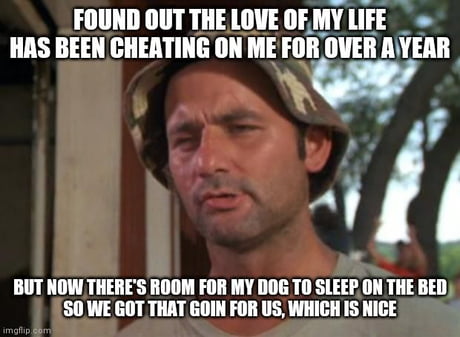 FOUND OUT THE LOVE OF MY LIFE
HAS BEEN CHEATING ON ME FOR OVER A YEAR
BUT NOW THERE'S ROOM FOR MY DOG TO SLEEP ON THE BED
SO WE GOT THAT GOIN FOR US, WHICH IS NICE
imgflip.com